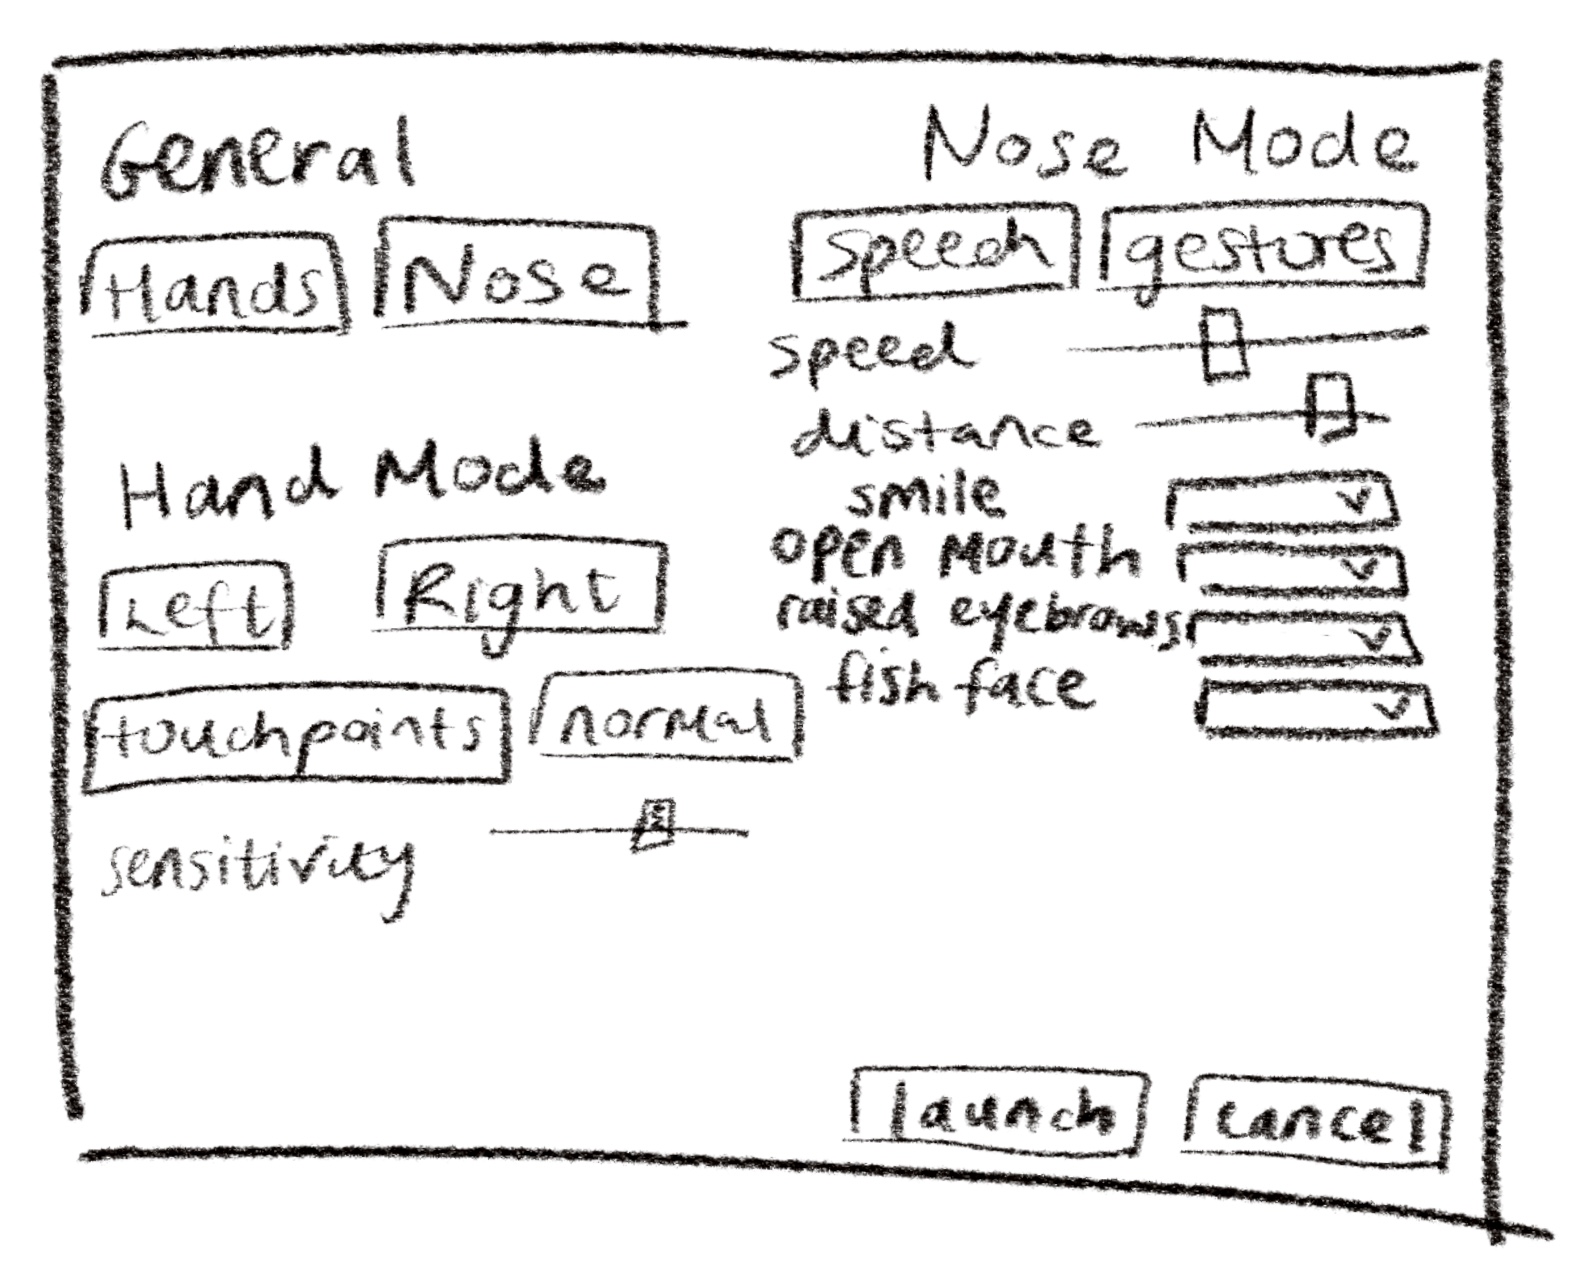 General
Hands Nose
Hand Mode
Left Right
touchpoints normal
sensitivity
Nose Mode
speech gestures
speed
distance
smile
open mouth
raised eyebrows
fish face
launch cancel